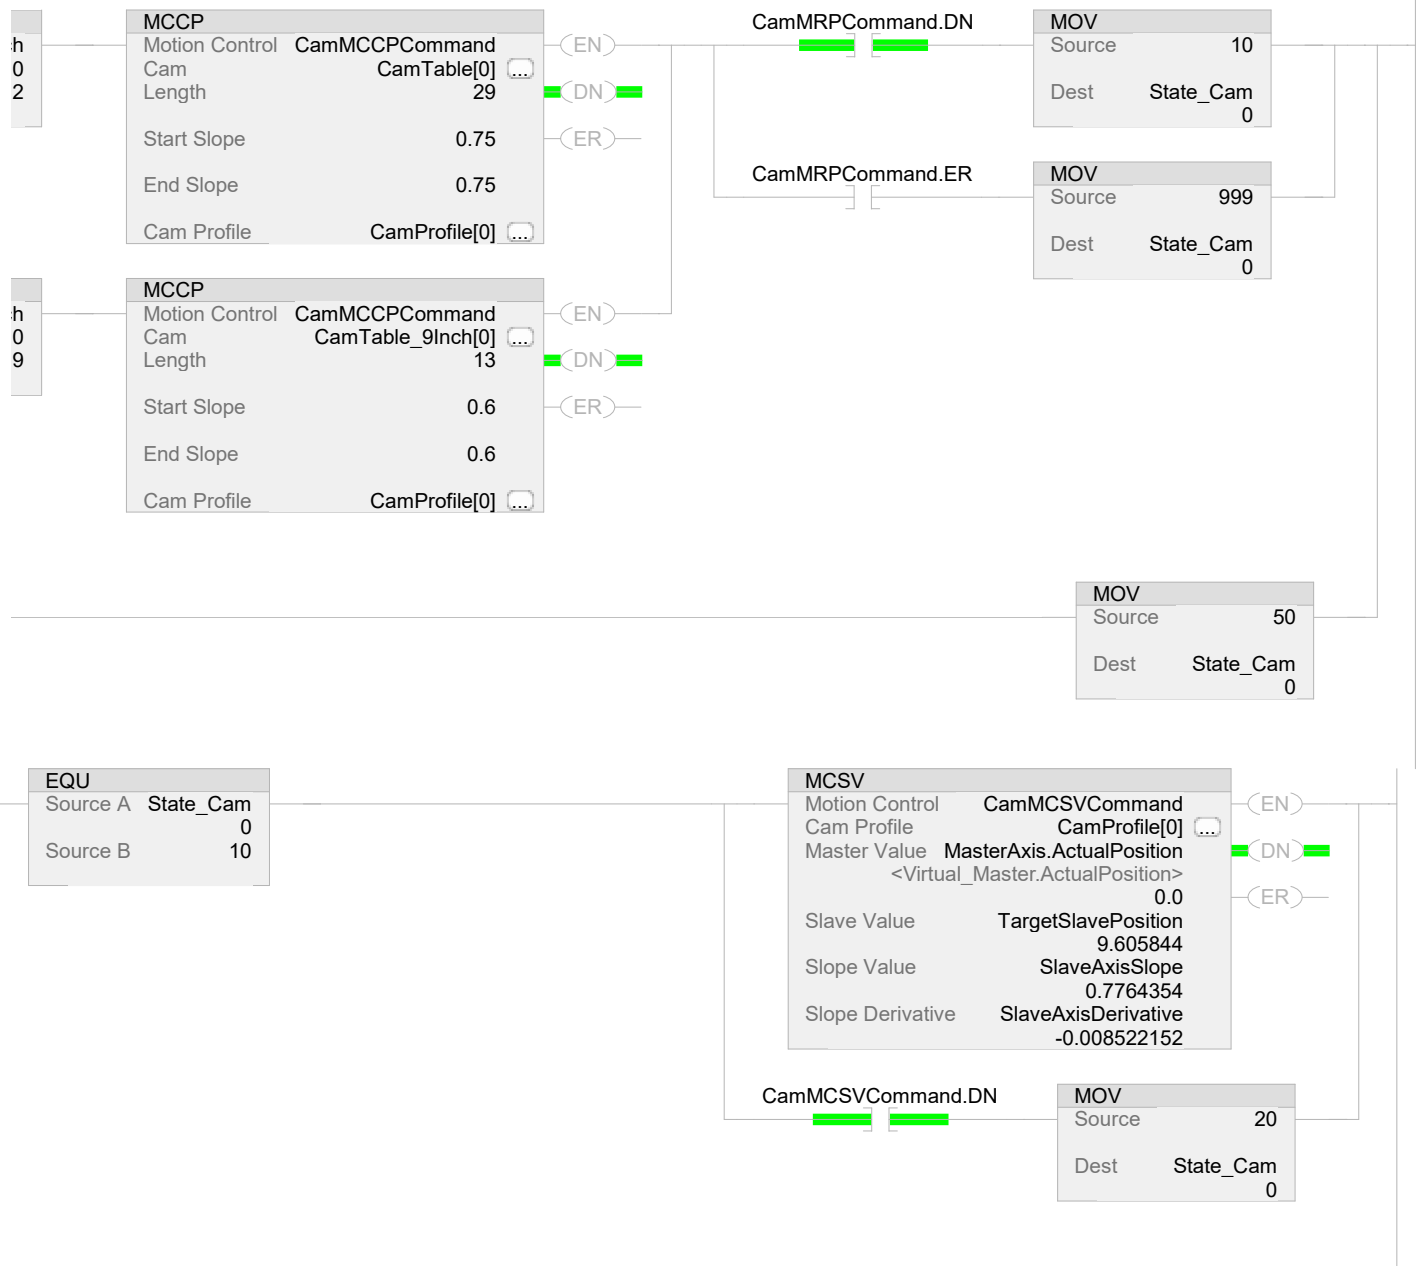 MCCP
Motion Control CamMCCPCommand
Cam CamTable[0] ...
Length 29
Start Slope 0.75
End Slope 0.75
Cam Profile CamProfile[0] ...
(EN)
(DN)
(ER)
h
0
2
CamMRPCommand.DN
MOV
Source 10
Dest State_Cam
0
CamMRPCommand.ER
MOV
Source 999
Dest State_Cam
0
h
0
9
MCCP
Motion Control CamMCCPCommand
Cam CamTable_9Inch[0] ...
Length 13
Start Slope 0.6
End Slope 0.6
Cam Profile CamProfile[0] ...
(EN)
(DN)
(ER)
MOV
Source 50
Dest State_Cam
0
EQU
Source A State_Cam
0
Source B 10
MCSV
Motion Control CamMCSVCommand
Cam Profile CamProfile[0] ...
Master Value MasterAxis.ActualPosition
<Virtual_Master.ActualPosition>
0.0
Slave Value TargetSlavePosition
9.605844
Slope Value SlaveAxisSlope
0.7764354
Slope Derivative SlaveAxisDerivative
-0.008522152
(EN)
(DN)
(ER)
CamMCSVCommand.DN
MOV
Source 20
Dest State_Cam
0